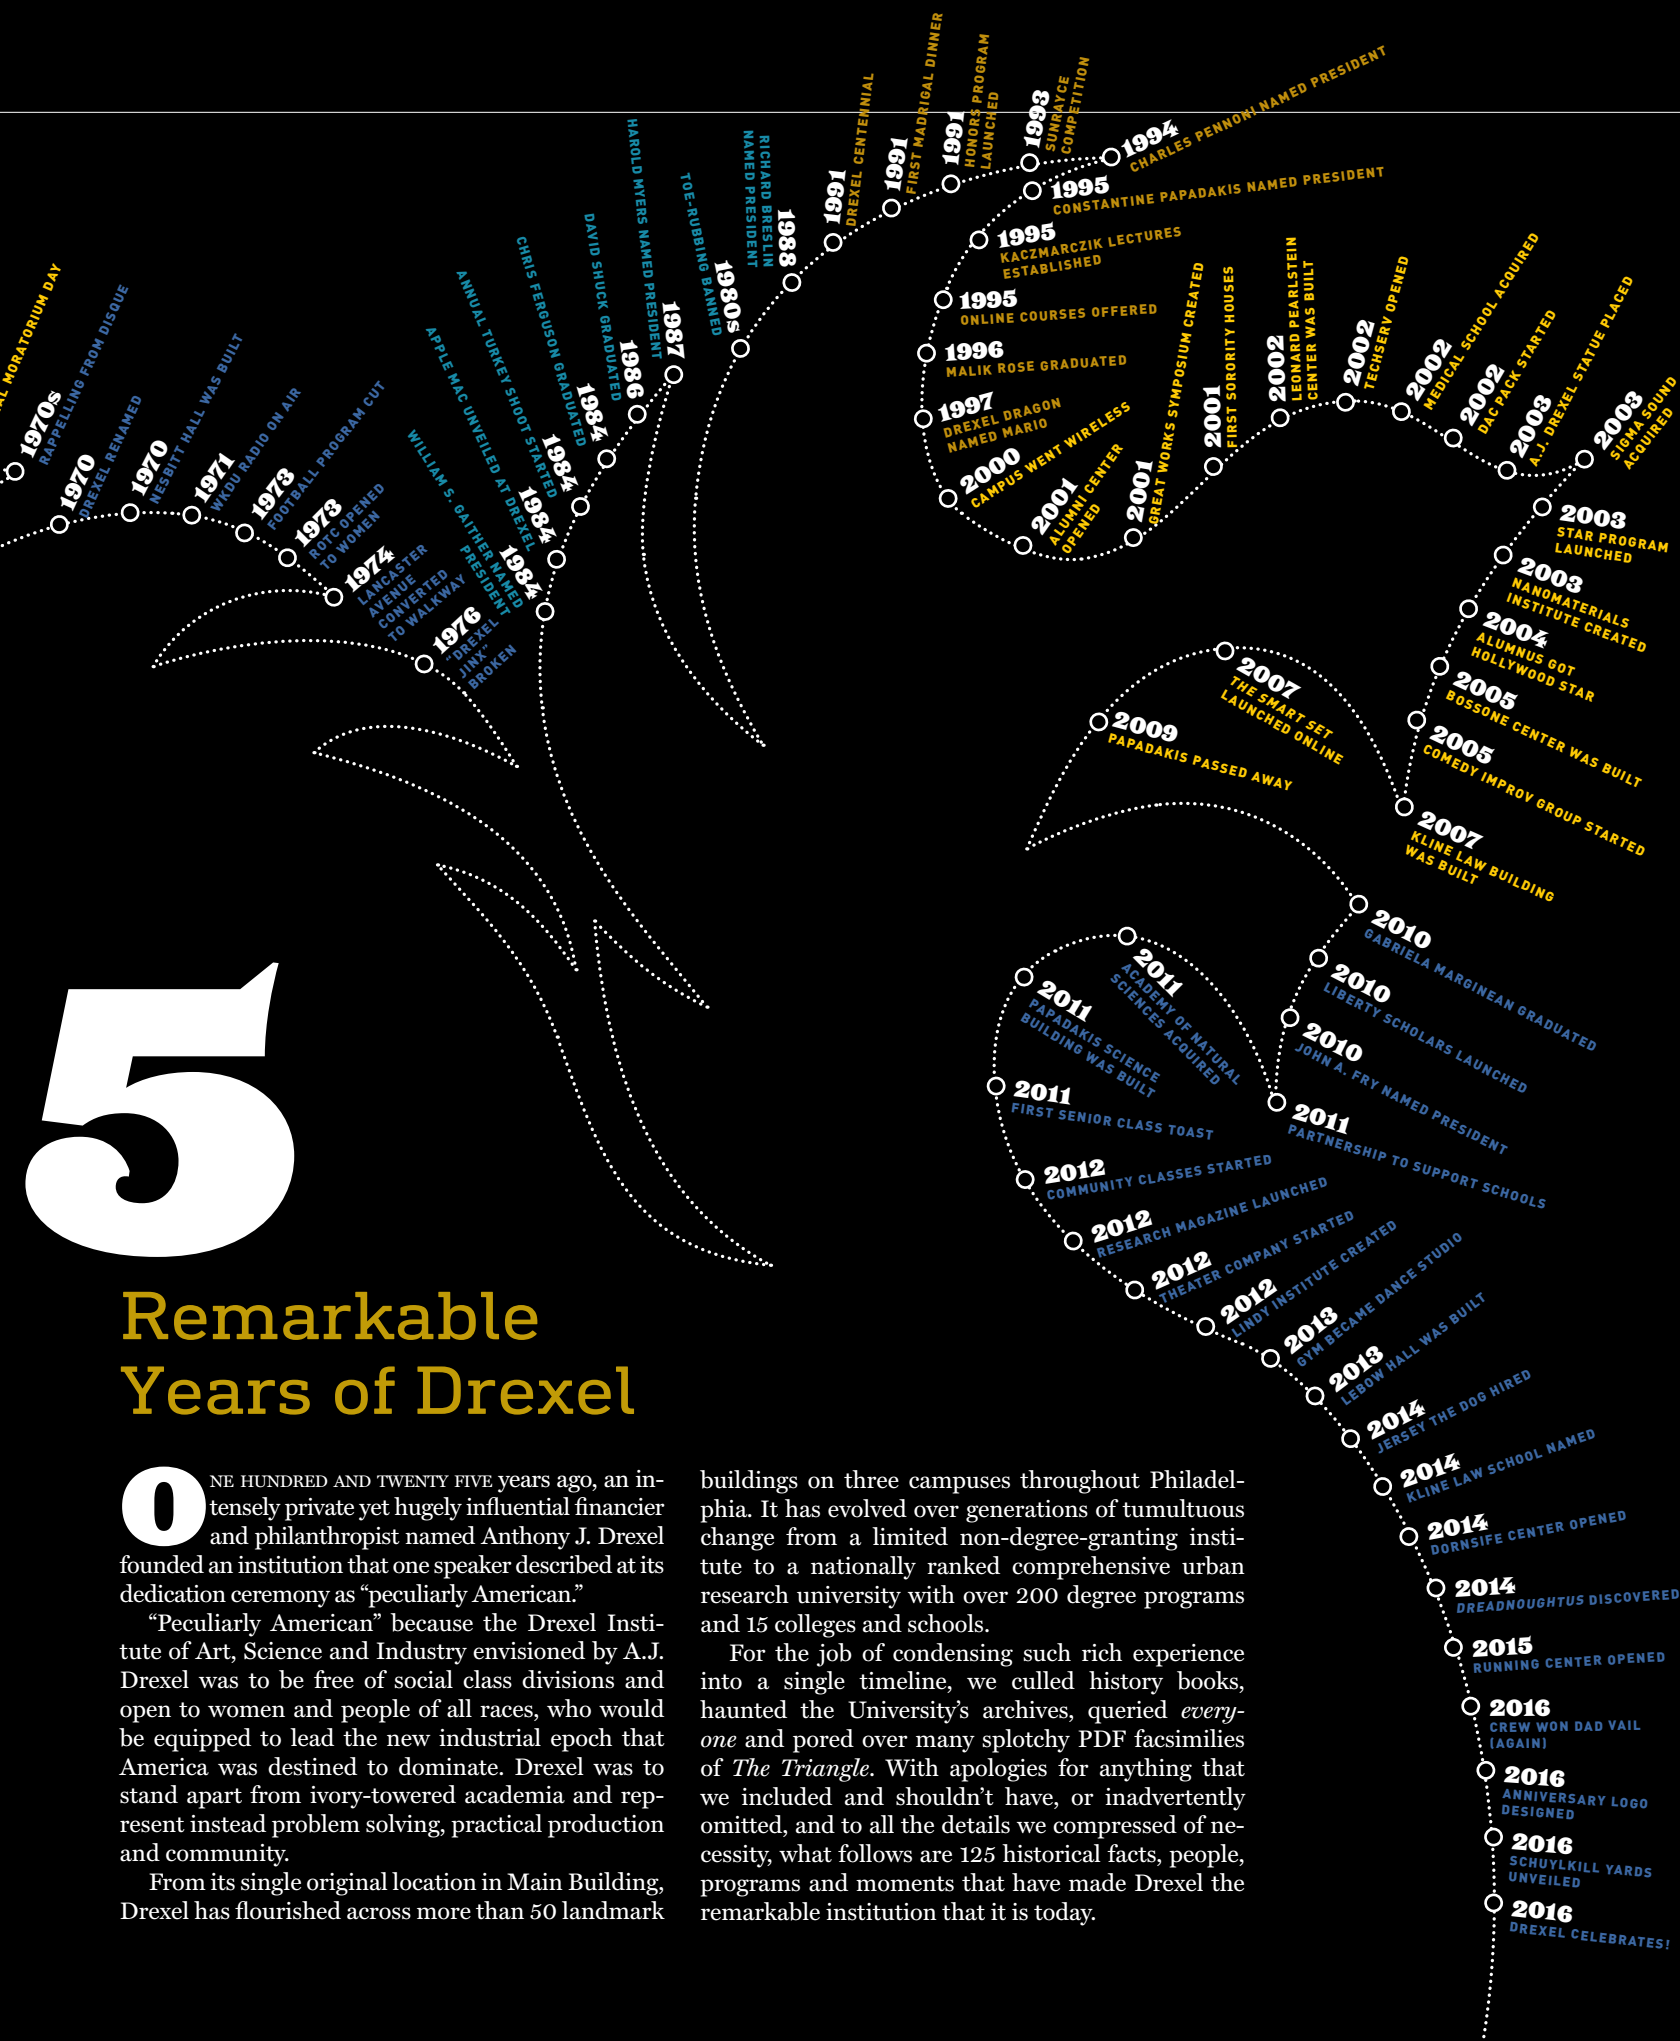 AL MORATORIUM DAY
1970s
RAPPELLING FROM DISQUE
1970
DREXEL RENAMED
1970
NESBITT HALL WAS BUILT
1971
WKDU RADIO ON AIR
1973
FOOTBALL PROGRAM CUT
1973
ROTC OPENED
TO WOMEN
1974
LANCASTER
AVENUE
CONVERTED
TO WALKWAY
1976
“DREXEL
JINX”
BROKEN
1984
WILLIAM S. GAITHER NAMED
PRESIDENT
1984
APPLE MAC UNVEILED AT DREXEL
1984
ANNUAL TURKEY SHOOT STARTED
1984
CHRIS FERGUSON GRADUATED
1986
DAVID SHUCK GRADUATED
1987
HAROLD MYERS NAMED PRESIDENT
1980s
TOE-RUBBING BANNED
1988
RICHARD BRESLIN
NAMED PRESIDENT
1991
DREXEL CENTENNIAL
1991
FIRST MADRIGAL DINNER
1991
HONORS PROGRAM
LAUNCHED
1993
SUNRAYCE
COMPETITION
1994
CHARLES PENNONI NAMED PRESIDENT
1995
CONSTANTINE PAPADAKIS NAMED PRESIDENT
1995
KACZMARCZIK LECTURES
ESTABLISHED
1995
ONLINE COURSES OFFERED
1996
MALIK ROSE GRADUATED
1997
DREXEL DRAGON
NAMED MARIO
2000
CAMPUS WENT WIRELESS
2001
ALUMNI CENTER
OPENED
2001
GREAT WORKS SYMPOSIUM CREATED
2001
FIRST SORORITY HOUSES
2002
LEONARD PEARLSTEIN
CENTER WAS BUILT
2002
TECHSERV OPENED
2002
MEDICAL SCHOOL ACQUIRED
2002
DAC PACK STARTED
2003
A.J. DREXEL STATUE PLACED
2003
SIGMA SOUND
ACQUIRED
2003
STAR PROGRAM
LAUNCHED
2003
NANOMATERIALS
INSTITUTE CREATED
2004
ALUMNUS GOT
HOLLYWOOD STAR
2005
BOSSONE CENTER WAS BUILT
2005
COMEDY IMPROV GROUP STARTED
2007
KLINE LAW BUILDING
WAS BUILT
2007
THE SMART SET
LAUNCHED ONLINE
2009
PAPADAKIS PASSED AWAY
2010
GABRIELA MARGINEAN GRADUATED
2010
LIBERTY SCHOLARS LAUNCHED
2010
JOHN A. FRY NAMED PRESIDENT
2011
PARTNERSHIP TO SUPPORT SCHOOLS
2011
ACADEMY OF NATURAL
SCIENCES ACQUIRED
2011
PAPADAKIS SCIENCE
BUILDING WAS BUILT
2011
FIRST SENIOR CLASS TOAST
2012
COMMUNITY CLASSES STARTED
2012
RESEARCH MAGAZINE LAUNCHED
2012
THEATER COMPANY STARTED
2012
LINDY INSTITUTE CREATED
2013
GYM BECAME DANCE STUDIO
2013
LEBOW HALL WAS BUILT
2014
JERSEY THE DOG HIRED
2014
KLINE LAW SCHOOL NAMED
2014
DORNSIFE CENTER OPENED
2014
DREADNOUGHTUS DISCOVERED
2015
RUNNING CENTER OPENED
2016
CREW WON DAD VAIL
(AGAIN)
2016
ANNIVERSARY LOGO
DESIGNED
2016
SCHUYLKILL YARDS
UNVEILED
2016
DREXEL CELEBRATES!
5
Remarkable
Years of Drexel
ONE HUNDRED AND TWENTY FIVE years ago, an in-
tensely private yet hugely influential financier
and philanthropist named Anthony J. Drexel
founded an institution that one speaker described at its
dedication ceremony as “peculiarly American.”
“Peculiarly American” because the Drexel Insti-
tute of Art, Science and Industry envisioned by A.J.
Drexel was to be free of social class divisions and
open to women and people of all races, who would
be equipped to lead the new industrial epoch that
America was destined to dominate. Drexel was to
stand apart from ivory-towered academia and rep-
resent instead problem solving, practical production
and community.
From its single original location in Main Building,
Drexel has flourished across more than 50 landmark
buildings on three campuses throughout Philadel-
phia. It has evolved over generations of tumultuous
change from a limited non-degree-granting insti-
tute to a nationally ranked comprehensive urban
research university with over 200 degree programs
and 15 colleges and schools.
For the job of condensing such rich experience
into a single timeline, we culled history books,
haunted the University’s archives, queried every-
one and pored over many splotchy PDF facsimilies
of The Triangle. With apologies for anything that
we included and shouldn’t have, or inadvertently
omitted, and to all the details we compressed of ne-
cessity, what follows are 125 historical facts, people,
programs and moments that have made Drexel the
remarkable institution that it is today.